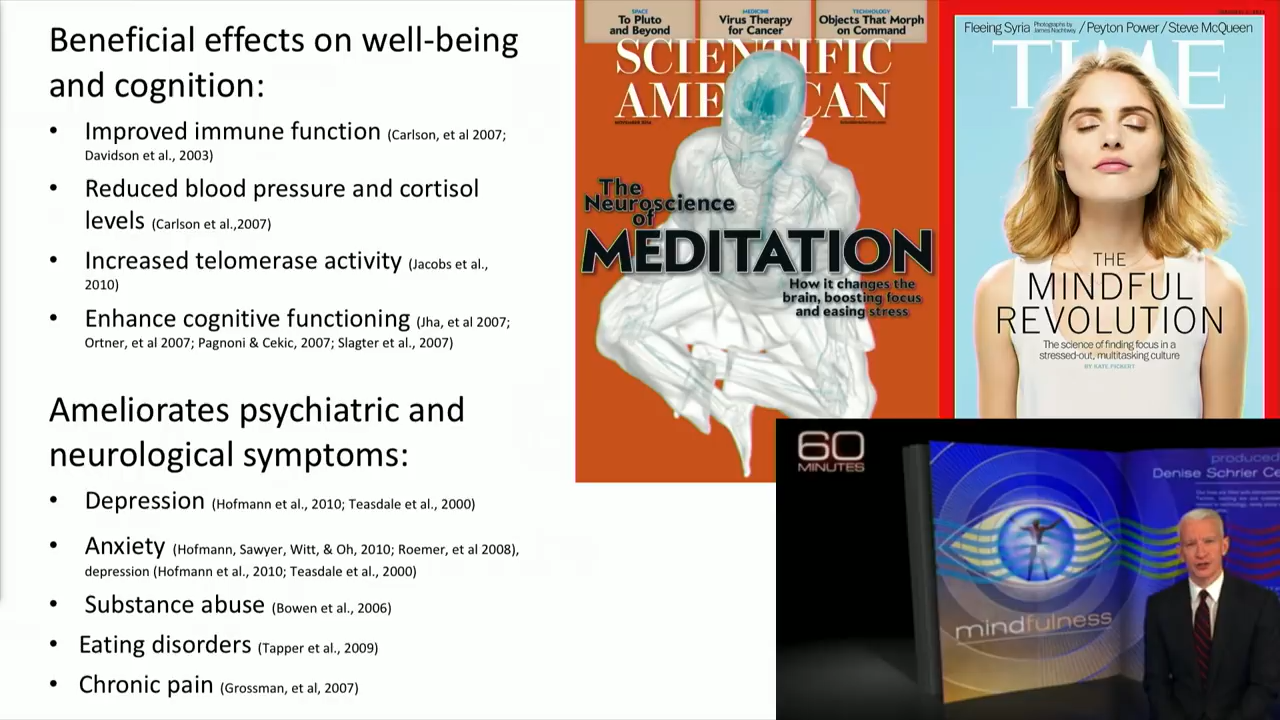 Beneficial effects on well-being
and cognition:
• Improved immune function (Carlson, et al 2007;
Davidson et al., 2003)
• Reduced blood pressure and cortisol
levels (Carlson et al.,2007)
• Increased telomerase activity (Jacobs et al.,
2010)
• Enhance cognitive functioning (Jha, et al 2007;
Ortner, et al 2007; Pagnoni & Cekic, 2007; Slagter et al., 2007)
Ameliorates psychiatric and
neurological symptoms:
• Depression (Hofmann et al., 2010; Teasdale et al., 2000)
• Anxiety (Hofmann, Sawyer, Witt, & Oh, 2010; Roemer, et al 2008),
depression (Hofmann et al., 2010; Teasdale et al., 2000)
• Substance abuse (Bowen et al., 2006)
• Eating disorders (Tapper et al., 2009)
• Chronic pain (Grossman, et al, 2007)
SPACE
To Pluto
and Beyond
MEDICINE
Virus Therapy
for Cancer
TECHNOLOGY
Objects That Morph
on Command
SCIENTIFIC
AMERICAN
The
Neuroscience
of
MEDITATION
How it changes the
brain, boosting focus
and easing stress
Fleeing Syria Photographs by James Nachtwey / Peyton Power / Steve McQueen
TIME
THE
MINDFUL
REVOLUTION
The science of finding focus in a
stressed-out, multitasking culture
BY KATE PICKERT
60
MINUTES
produced
Denise Schrier Ce
mindfulness